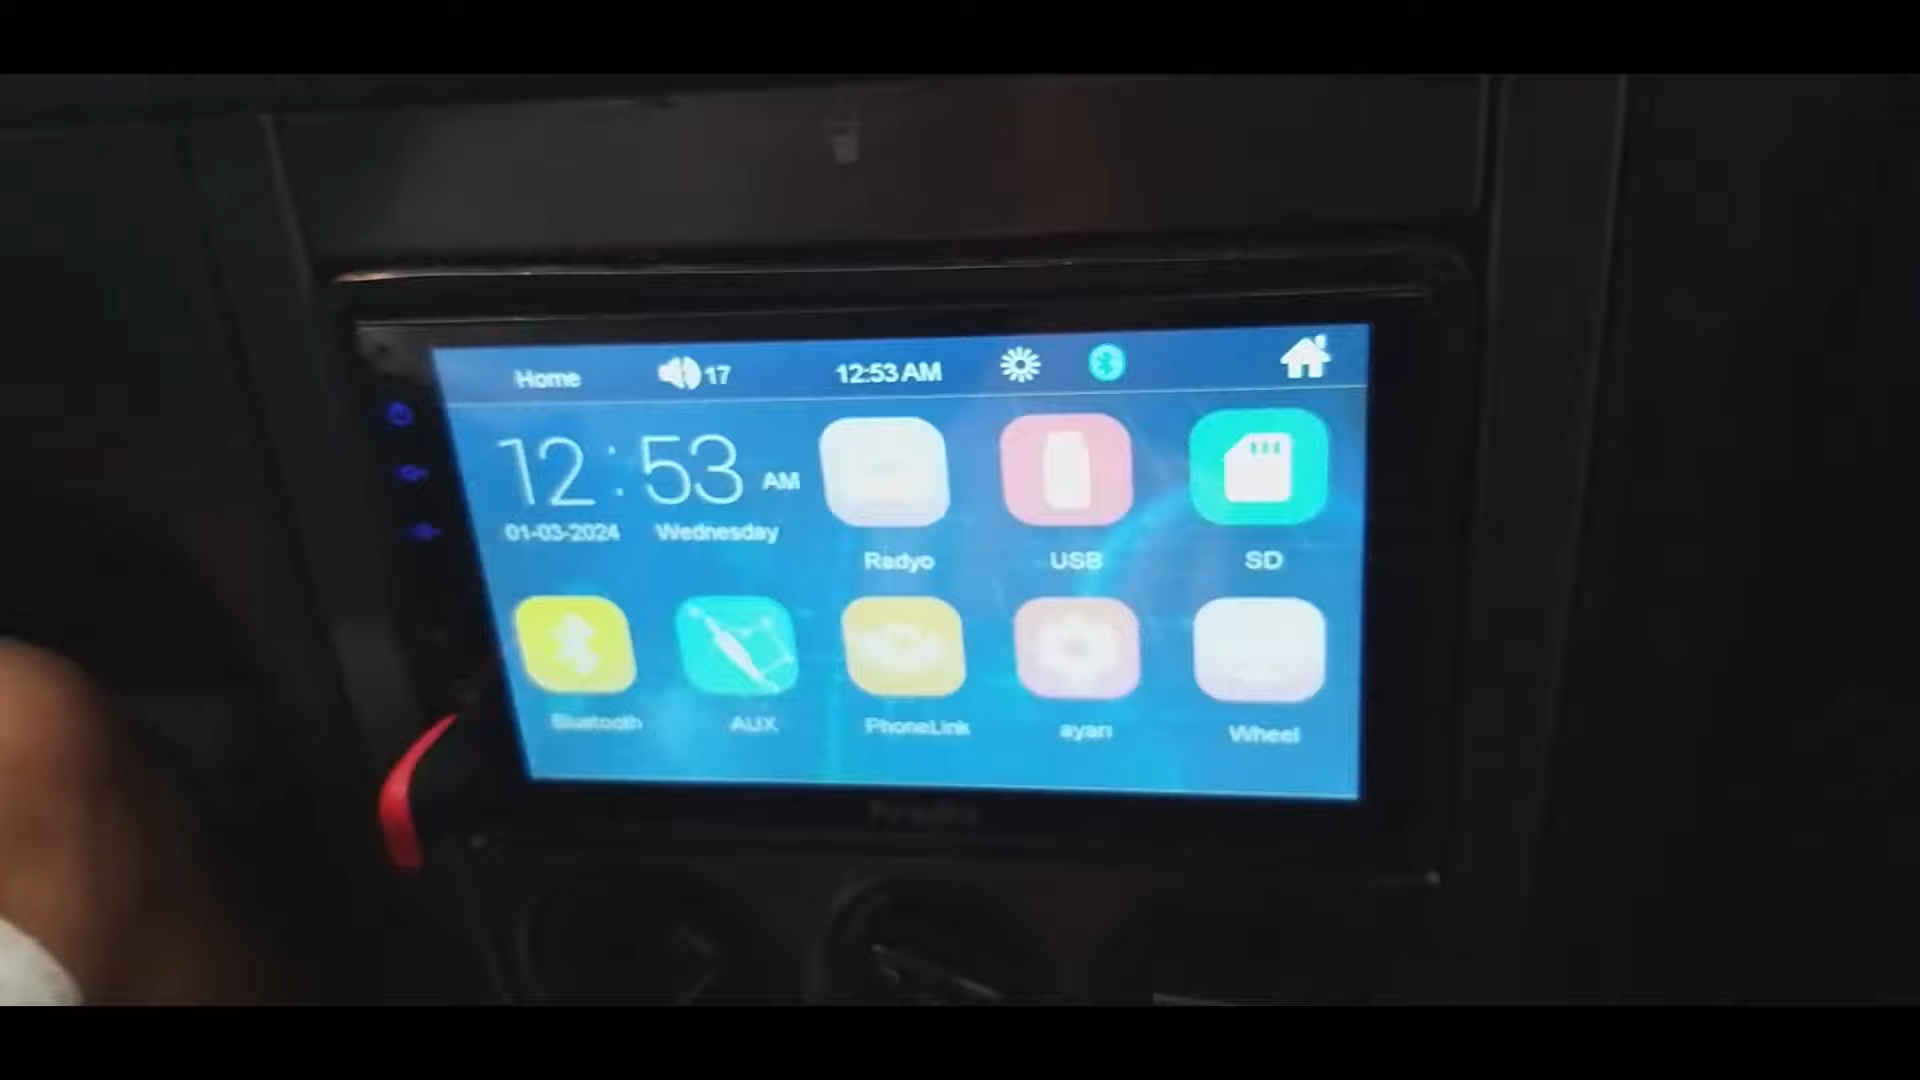 Home 17 12:53 AM
12:53 AM
01-03-2024 Wednesday
Radyo USB SD
Bluetooth AUX PhoneLink ayarı Wheel